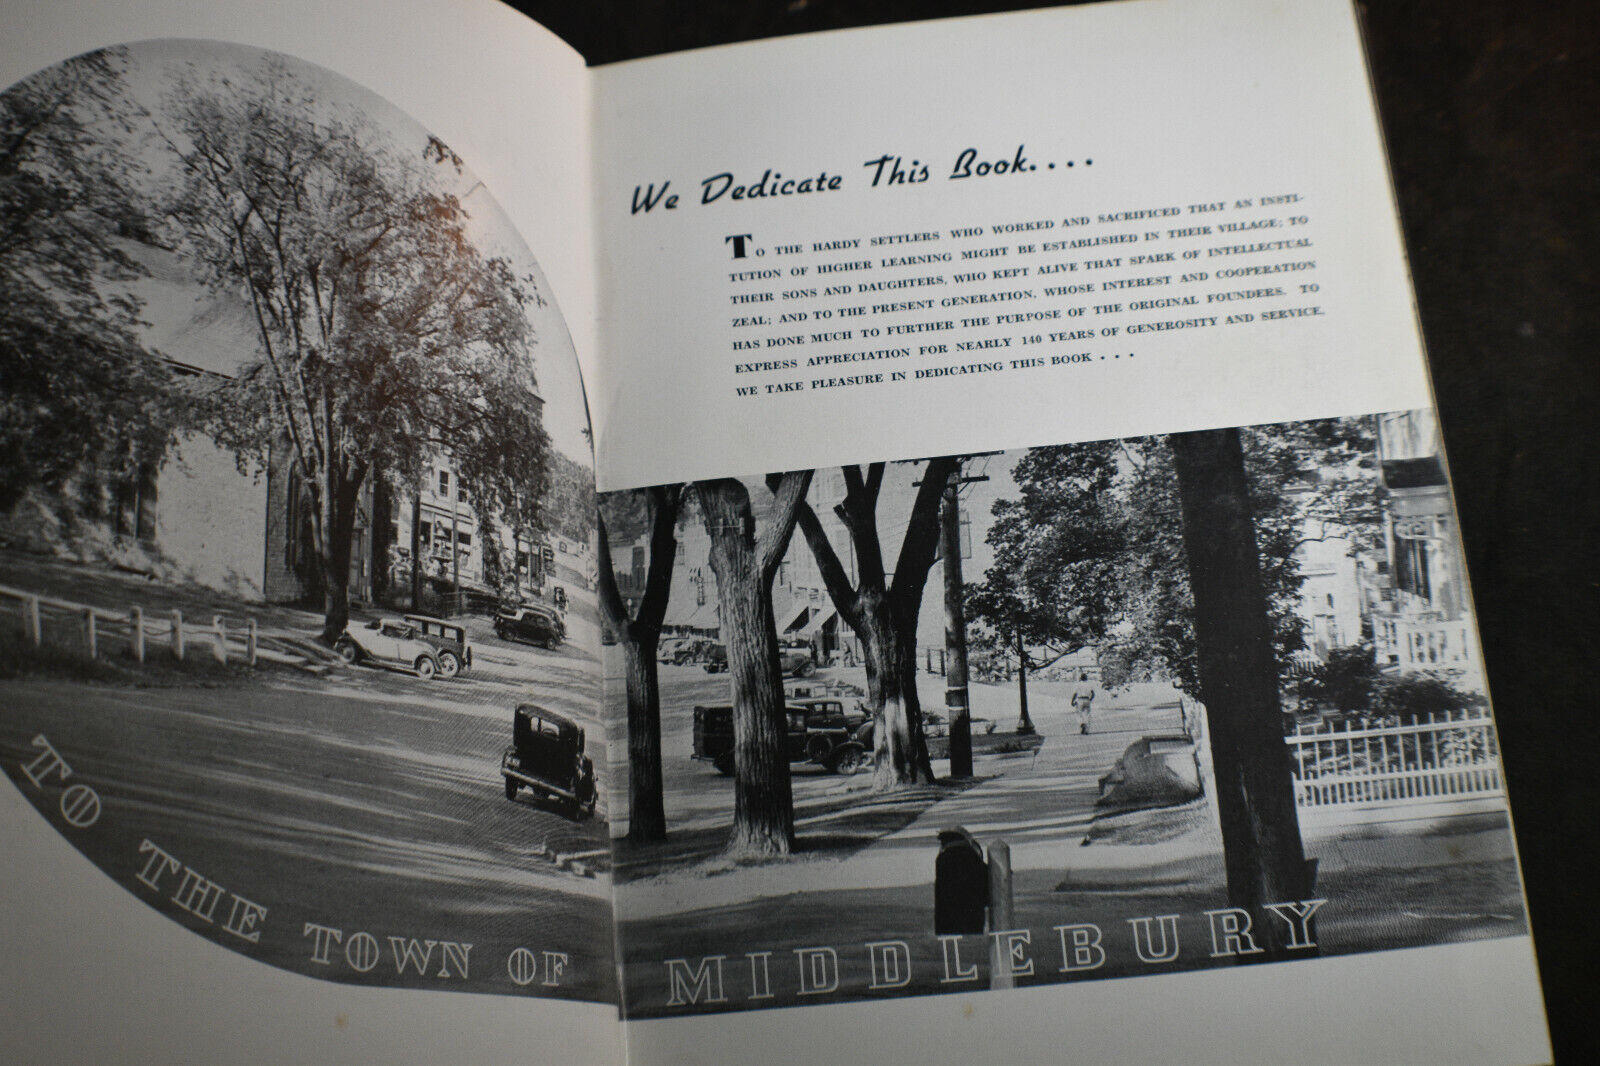 We Dedicate This Book....
TO THE HARDY SETTLERS WHO WORKED AND SACRIFICED THAT AN INSTI-
TUTION OF HIGHER LEARNING MIGHT BE ESTABLISHED IN THEIR VILLAGE; TO
THEIR SONS AND DAUGHTERS, WHO KEPT ALIVE THAT SPARK OF INTELLECTUAL
ZEAL; AND TO THE PRESENT GENERATION, WHOSE INTEREST AND COOPERATION
HAS DONE MUCH TO FURTHER THE PURPOSE OF THE ORIGINAL FOUNDERS. TO
EXPRESS APPRECIATION FOR NEARLY 140 YEARS OF GENEROSITY AND SERVICE,
WE TAKE PLEASURE IN DEDICATING THIS BOOK . . .
TO THE TOWN OF MIDDLEBURY